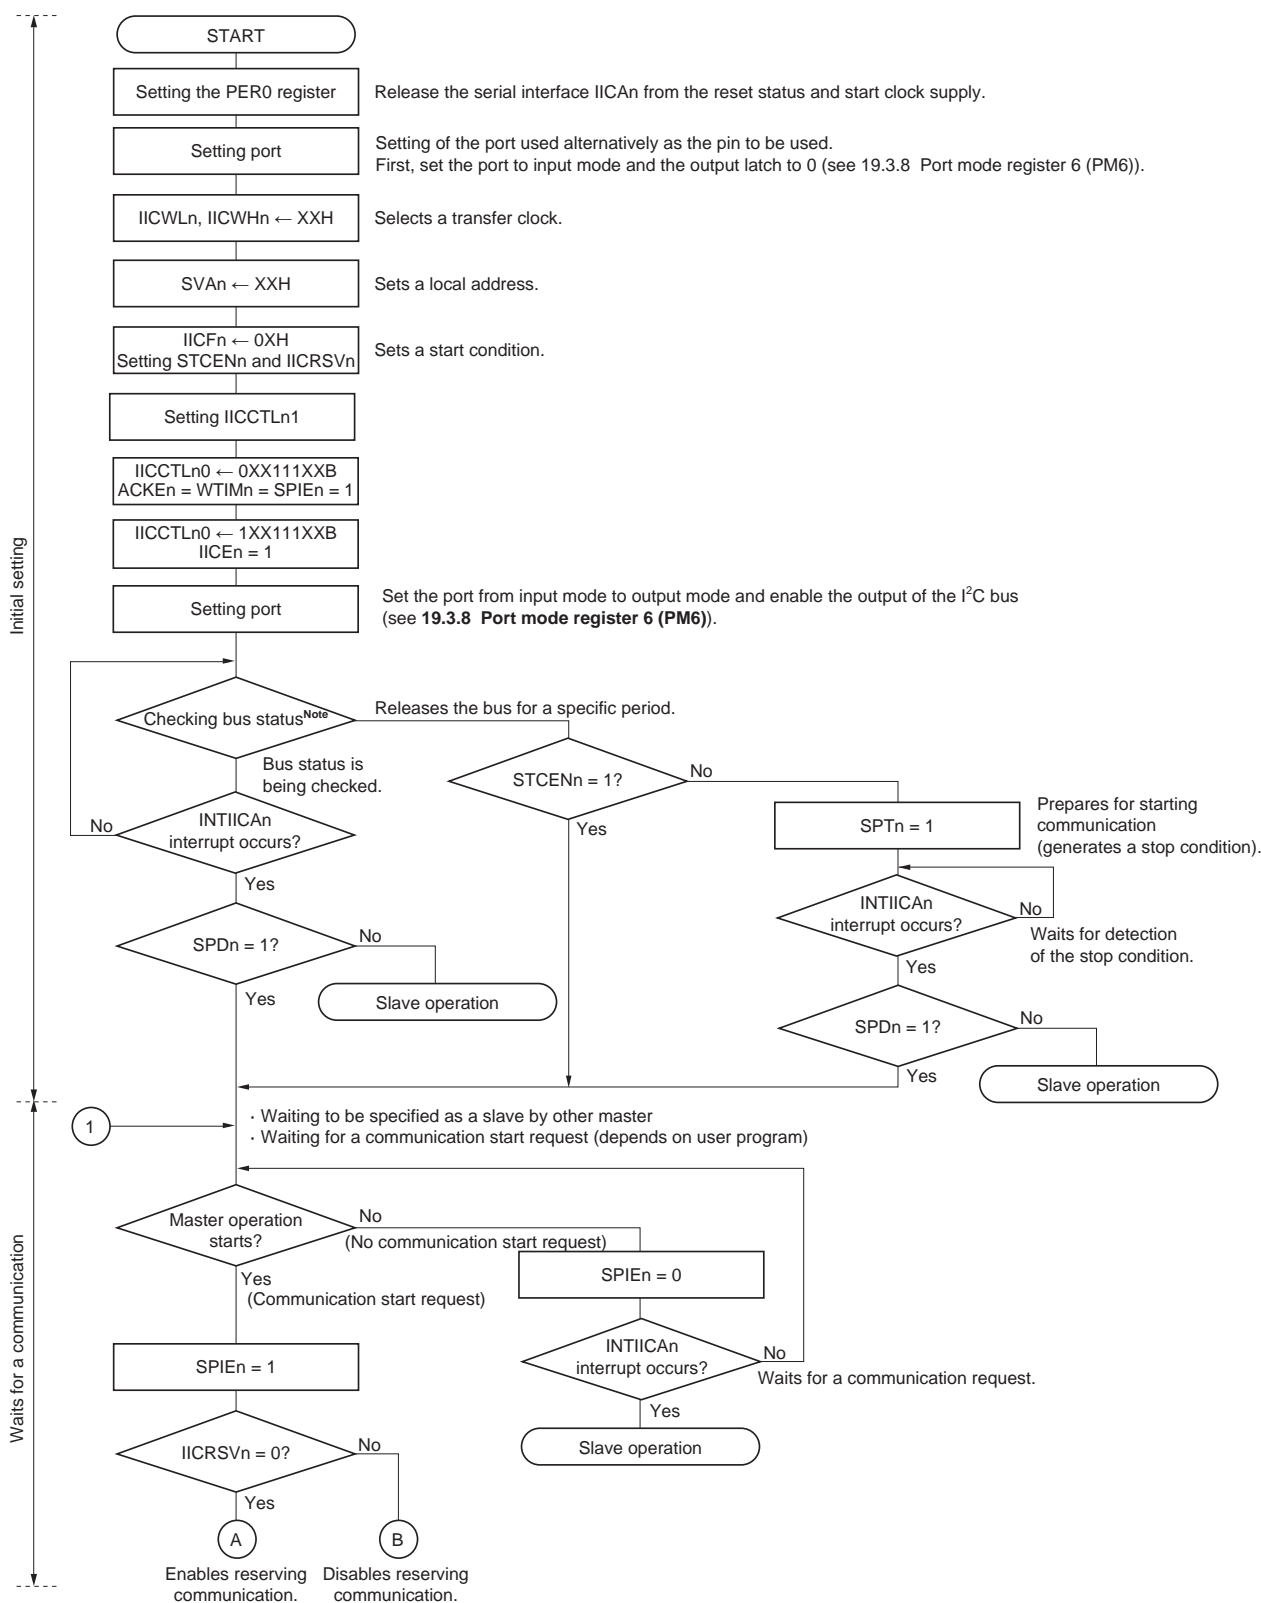 START
Setting the PER0 register
Release the serial interface IICAn from the reset status and start clock supply.
Setting port
Setting of the port used alternatively as the pin to be used.
First, set the port to input mode and the output latch to 0 (see 19.3.8 Port mode register 6 (PM6)).
IICWLn, IICWHn ← XXH
Selects a transfer clock.
SVAn ← XXH
Sets a local address.
IICFn ← 0XH
Setting STCENn and IICRSVn
Sets a start condition.
Setting IICCTLn1
IICCTLn0 ← 0XX111XXB
ACKEn = WTIMn = SPIEn = 1
IICCTLn0 ← 1XX111XXB
IICEn = 1
Setting port
Set the port from input mode to output mode and enable the output of the I²C bus
(see 19.3.8 Port mode register 6 (PM6)).
Initial setting
Checking bus status Note
Releases the bus for a specific period.
Bus status is
being checked.
STCENn = 1?
No
Yes
SPTn = 1
Prepares for starting
communication
(generates a stop condition).
INTIICAn
interrupt occurs?
No
Yes
INTIICAn
interrupt occurs?
No
Waits for detection
of the stop condition.
Yes
SPDn = 1?
No
Slave operation
Yes
SPDn = 1?
No
Slave operation
Yes
1
· Waiting to be specified as a slave by other master
· Waiting for a communication start request (depends on user program)
Waits for a communication
Master operation
starts?
No
(No communication start request)
Yes
(Communication start request)
SPIEn = 0
INTIICAn
interrupt occurs?
No
Waits for a communication request.
Yes
Slave operation
SPIEn = 1
IICRSVn = 0?
No
Yes
A
B
Enables reserving
communication.
Disables reserving
communication.